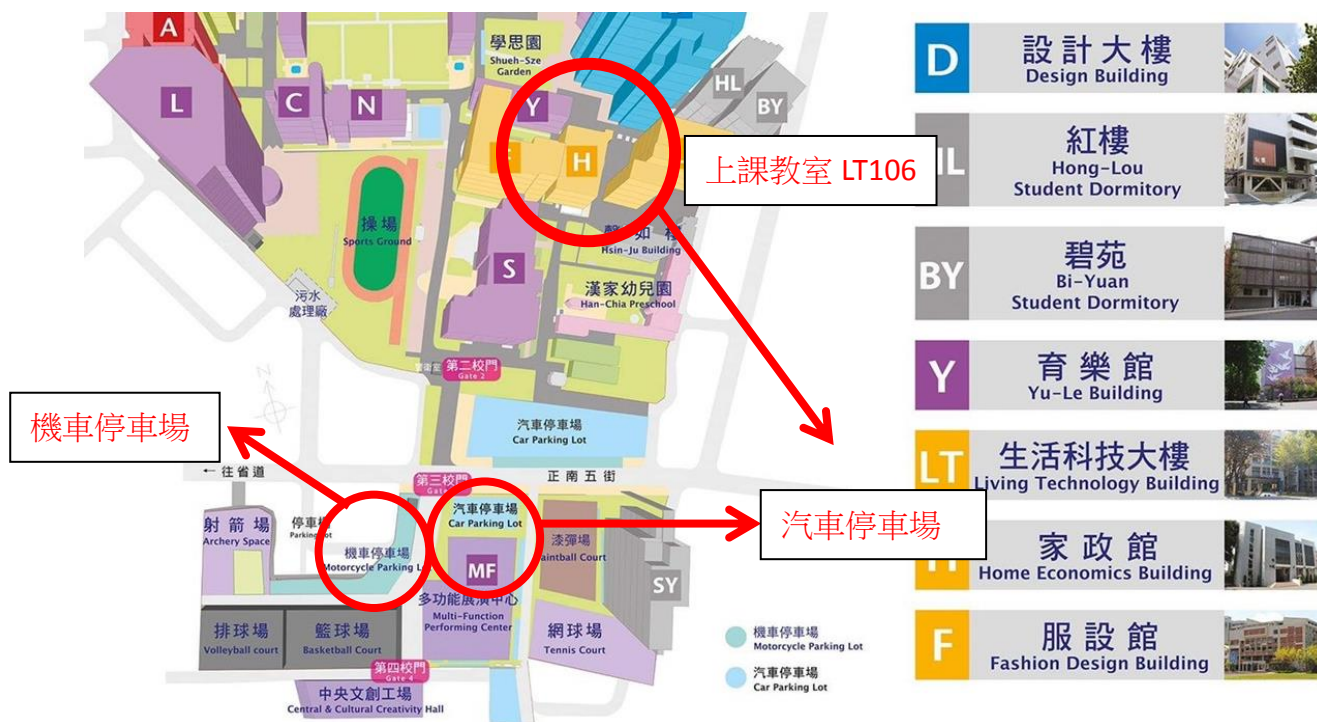 A
L
C
N
學思園
Shueh-Sze
Garden
Y
H
HL
BY
上課教室 LT106
操場
Sports Ground
污水
處理廠
S
如樓
Hsin-Ju Building
漢家幼兒園
Han-Chia Preschool
第二校門
Gate 2
汽車停車場
Car Parking Lot
N
機車停車場
←往省道
第三校門
正南五街
射箭場
Archery Space
停車場
Parking Lot
機車停車場
Motorcycle Parking Lot
汽車停車場
Car Parking Lot
MF
漆彈場
aintball Court
汽車停車場
SY
多功能展演中心
Multi-Function
Performing Center
排球場
Volleyball court
籃球場
Basketball Court
網球場
Tennis Court
第四校門
Gate 4
中央文創工場
Central & Cultural Creativity Hall
機車停車場
Motorcycle Parking Lot
汽車停車場
Car Parking Lot
D
設計大樓
Design Building
HL
紅樓
Hong-Lou
Student Dormitory
BY
碧苑
Bi-Yuan
Student Dormitory
Y
育樂館
Yu-Le Building
LT
生活科技大樓
Living Technology Building
家政館
Home Economics Building
F
服設館
Fashion Design Building